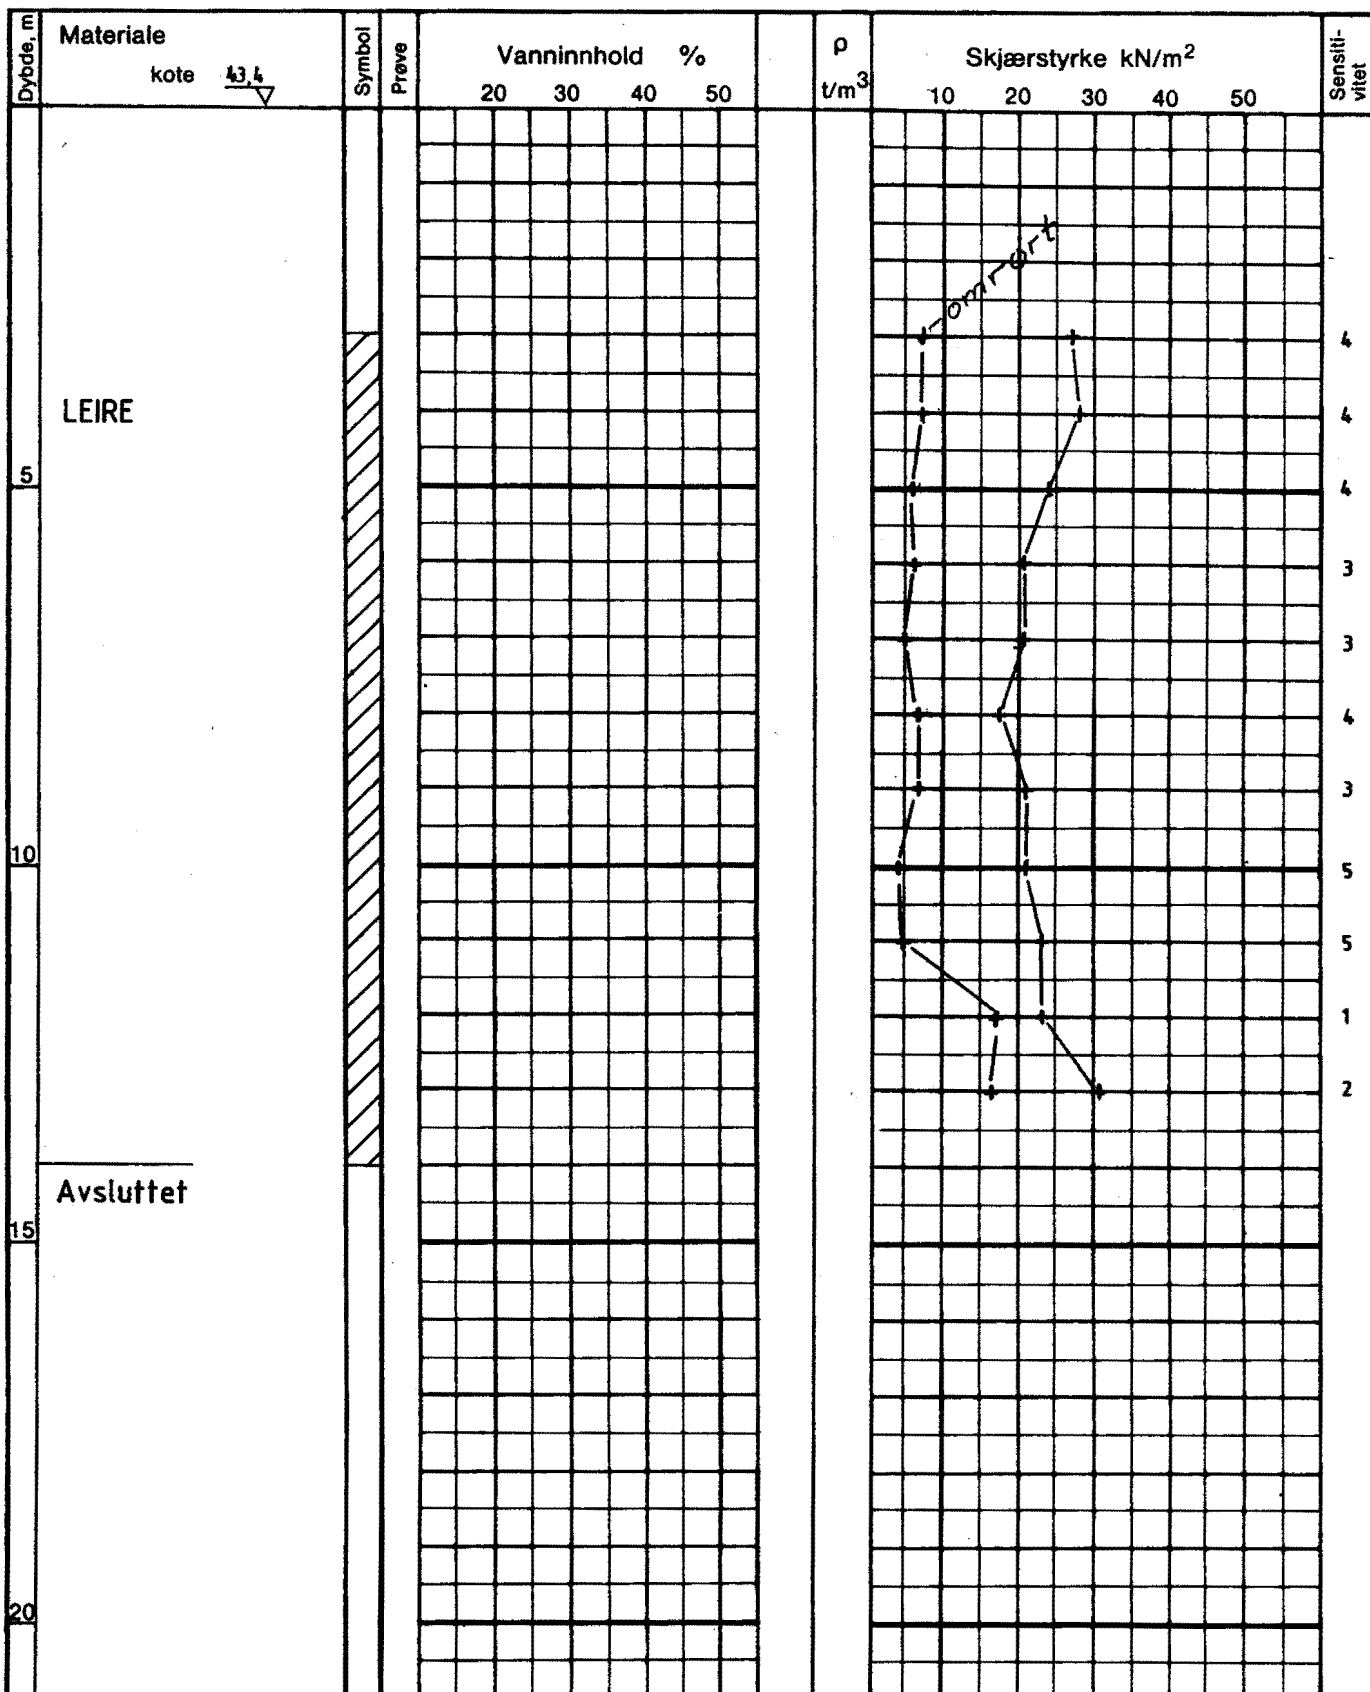 Dybde, m
Materiale
kote 43,4
Symbol
Prøve
Vanninnhold %
20 30 40 50
ρ
t/m³
Skjærstyrke kN/m²
10 20 30 40 50
Sensiti-
vitet
-omrørt
4
LEIRE
4
5
4
3
3
4
3
10
5
5
1
2
Avsluttet
15
20